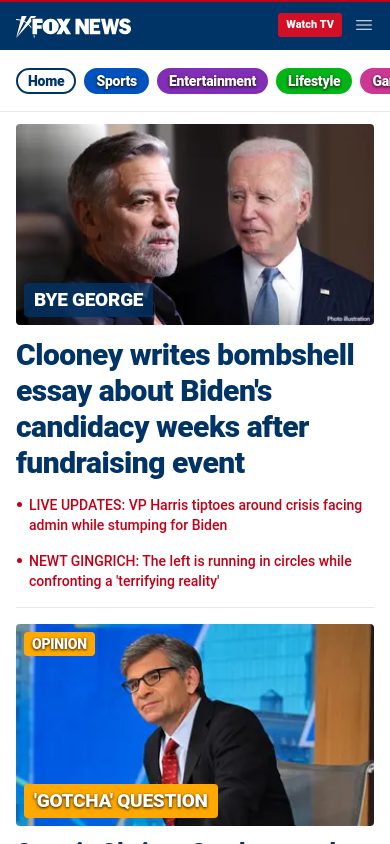 FOX NEWS
Watch TV
Home
Sports
Entertainment
Lifestyle
BYE GEORGE
Photo illustration
Clooney writes bombshell
essay about Biden's
candidacy weeks after
fundraising event
• LIVE UPDATES: VP Harris tiptoes around crisis facing
admin while stumping for Biden
• NEWT GINGRICH: The left is running in circles while
confronting a 'terrifying reality'
OPINION
'GOTCHA' QUESTION